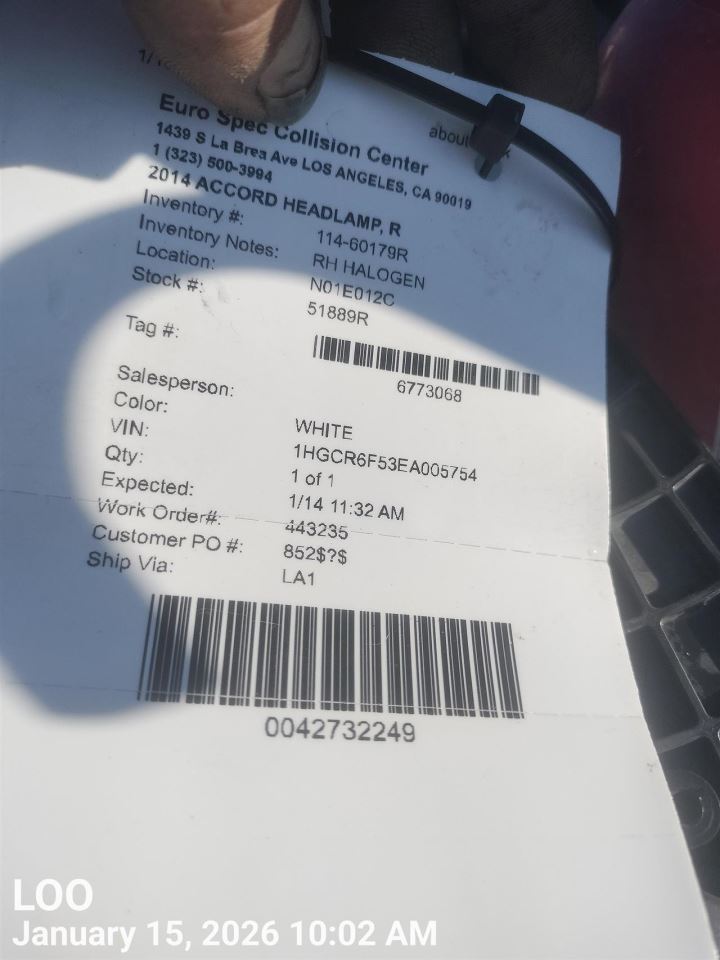 1/1
about
Euro Spec Collision Center
1439 S La Brea Ave LOS ANGELES, CA 90019
1 (323) 500-3994
2014 ACCORD HEADLAMP, R
Inventory #: 114-60179R
Inventory Notes: RH HALOGEN
Location: N01E012C
Stock #: 51889R
Tag #:
6773068
Salesperson:
Color: WHITE
VIN: 1HGCR6F53EA005754
Qty: 1 of 1
Expected: 1/14 11:32 AM
Work Order#: 443235
Customer PO #: 852$?$
Ship Via: LA1
0042732249
LOO
January 15, 2026 10:02 AM